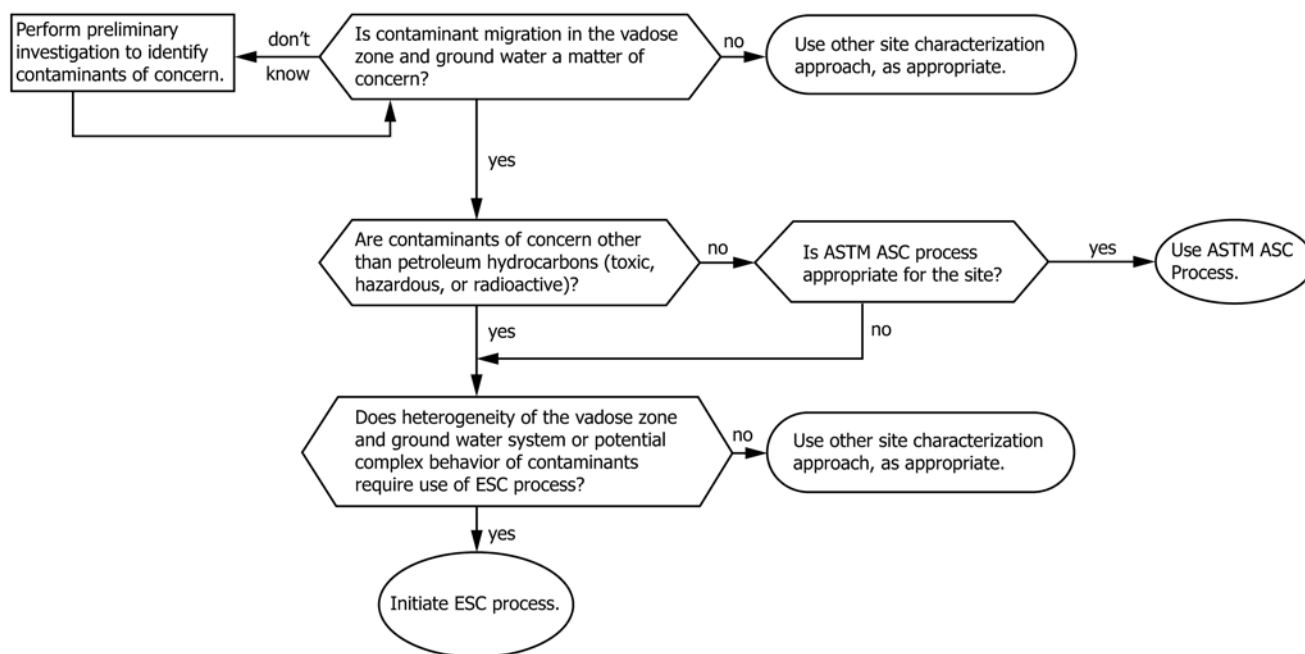 Perform preliminary
investigation to identify
contaminants of concern.
don't
know
Is contaminant migration in the vadose
zone and ground water a matter of
concern?
no
Use other site characterization
approach, as appropriate.
yes
Are contaminants of concern other
than petroleum hydrocarbons (toxic,
hazardous, or radioactive)?
no
Is ASTM ASC process
appropriate for the site?
yes
Use ASTM ASC
Process.
yes
no
Does heterogeneity of the vadose zone
and ground water system or potential
complex behavior of contaminants
require use of ESC process?
no
Use other site characterization
approach, as appropriate.
yes
Initiate ESC process.